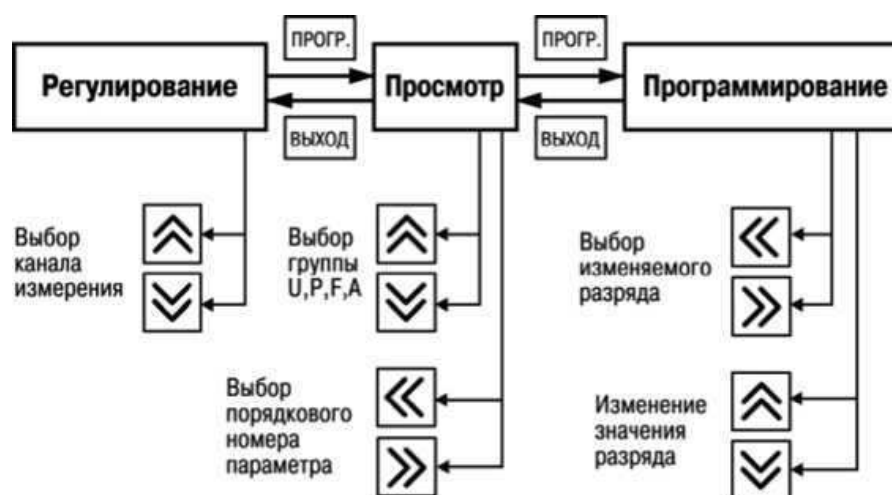 ПРОГР.
ПРОГР.
Регулирование
Просмотр
Программирование
ВЫХОД
ВЫХОД
Выбор
канала
измерения
Выбор
группы
U,P,F,A
Выбор
изменяемого
разряда
Выбор
порядкового
номера
параметра
Изменение
значения
разряда